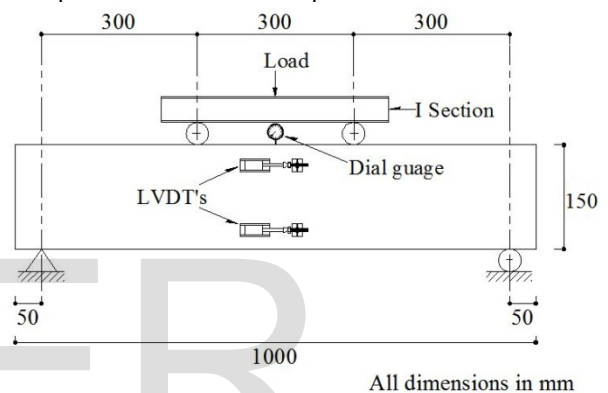 300 300 300
Load
I Section
Dial guage
LVDT's
150
50 50
1000
All dimensions in mm